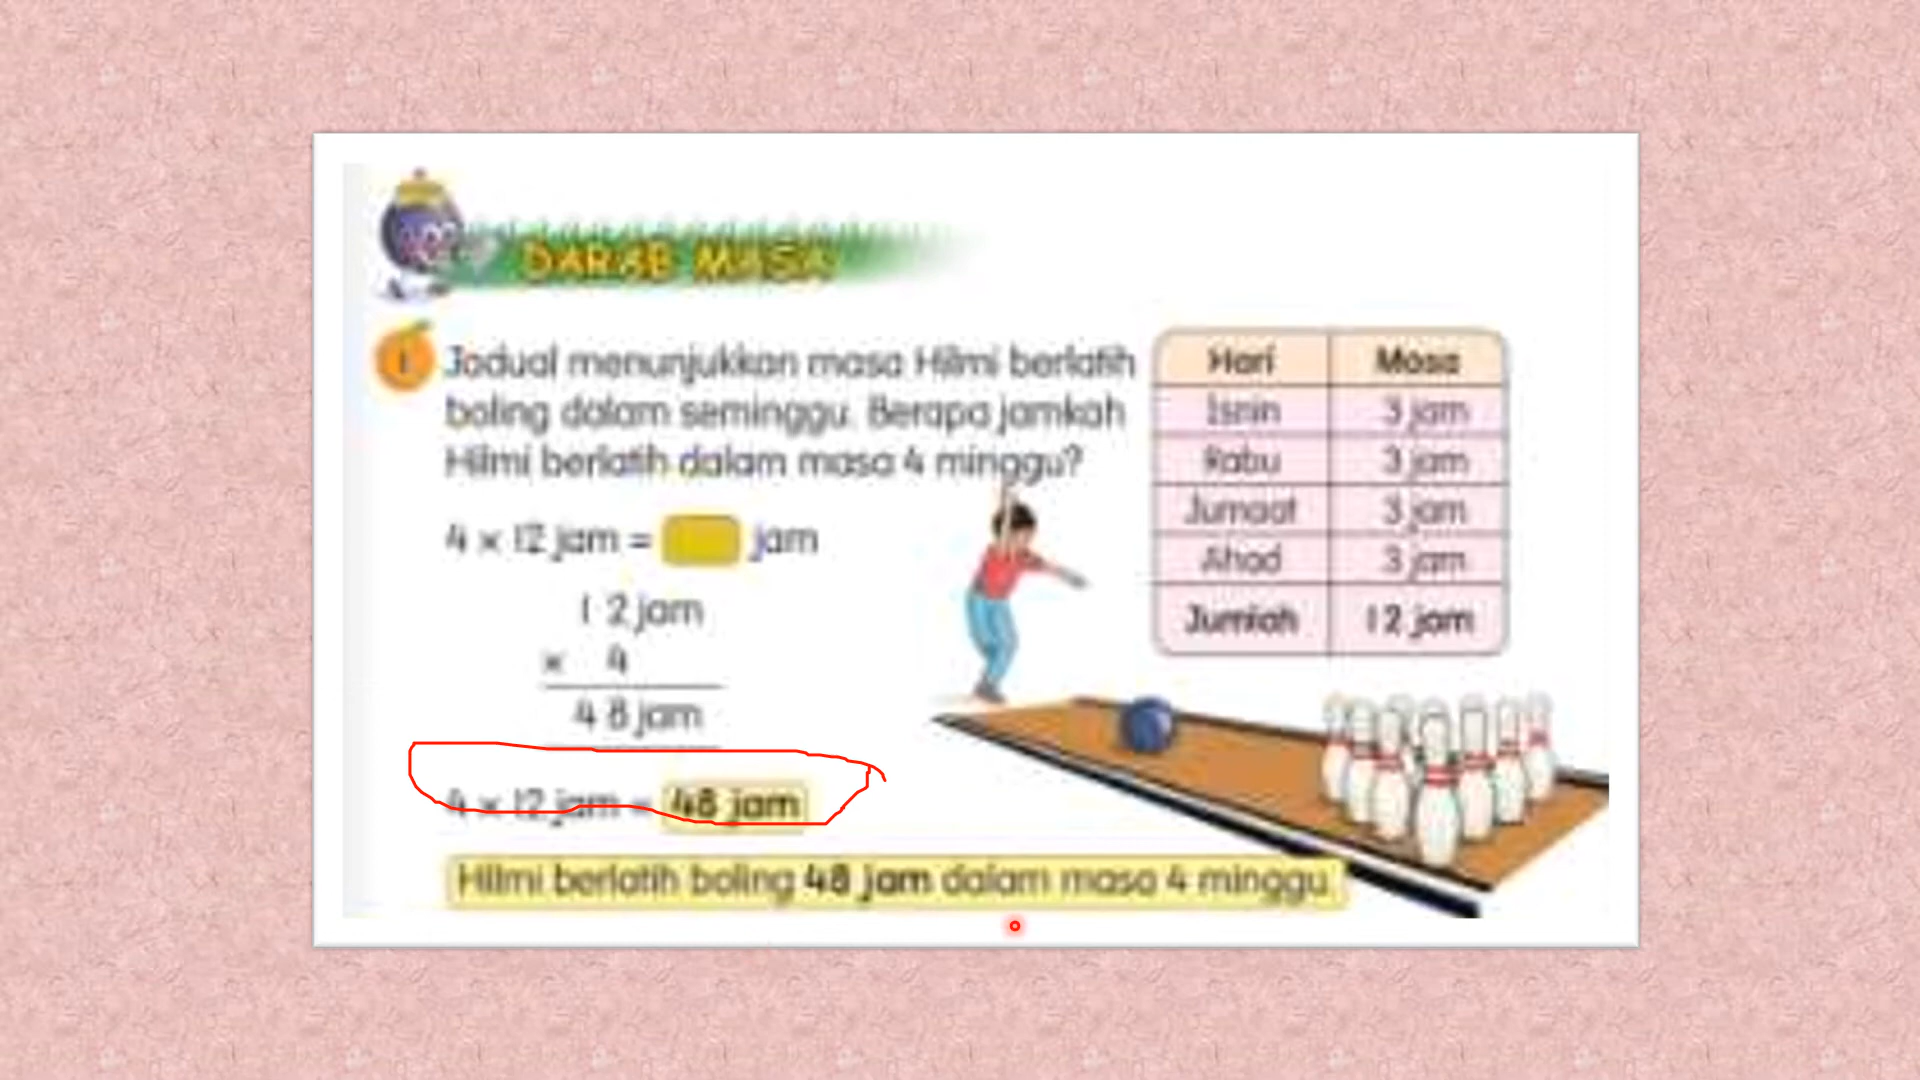 DARAB MASA
1 Jadual menunjukkan masa Hilmi berlatih
boling dalam seminggu. Berapa jamkah
Hilmi berlatih dalam masa 4 minggu?
4 × 12 jam = jam
1 2 jam
× 4
4 8 jam
4 × 12 jam = 48 jam
Hilmi berlatih boling 48 jam dalam masa 4 minggu.
Hari Masa
Isnin 3 jam
Rabu 3 jam
Jumaat 3 jam
Ahad 3 jam
Jumlah 12 jam